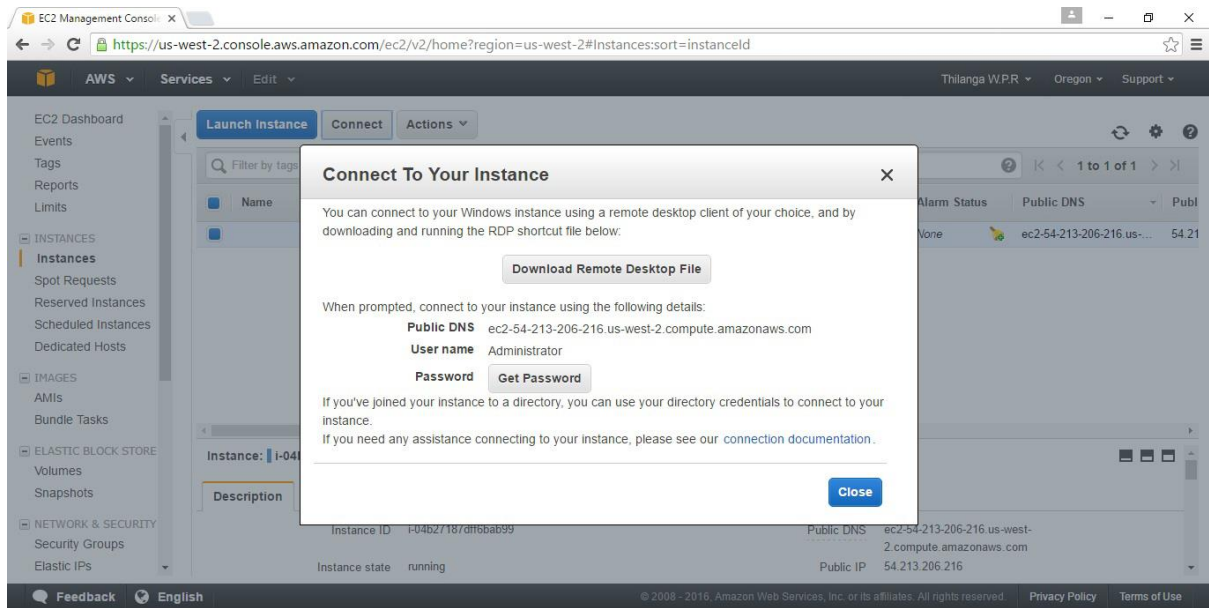 EC2 Management Consol
https://us-west-2.console.aws.amazon.com/ec2/v2/home?region=us-west-2#Instances:sort=instanceId
AWS Services Edit Thilanga W.P.R Oregon Support
EC2 Dashboard
Events
Tags
Reports
Limits
INSTANCES
Instances
Spot Requests
Reserved Instances
Scheduled Instances
Dedicated Hosts
IMAGES
AMIs
Bundle Tasks
ELASTIC BLOCK STORE
Volumes
Snapshots
NETWORK & SECURITY
Security Groups
Elastic IPs
Launch Instance Connect Actions
Filter by tags 1 to 1 of 1
Name Alarm Status Public DNS Publ
None ec2-54-213-206-216.us-... 54.21
Connect To Your Instance
You can connect to your Windows instance using a remote desktop client of your choice, and by
downloading and running the RDP shortcut file below:
Download Remote Desktop File
When prompted, connect to your instance using the following details:
Public DNS ec2-54-213-206-216.us-west-2.compute.amazonaws.com
User name Administrator
Password Get Password
If you've joined your instance to a directory, you can use your directory credentials to connect to your
instance.
If you need any assistance connecting to your instance, please see our connection documentation.
Close
Instance: i-04
Description
Instance ID i-04b27187dff6bab99 Public DNS ec2-54-213-206-216.us-west-
2.compute.amazonaws.com
Instance state running Public IP 54.213.206.216
Feedback English © 2008 - 2016, Amazon Web Services, Inc. or its affiliates. All rights reserved. Privacy Policy Terms of Use